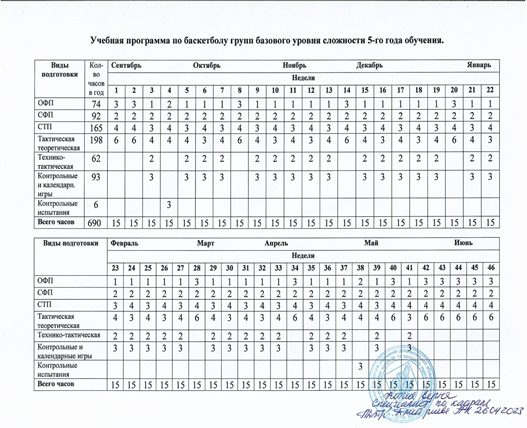 Учебная программа по баскетболу групп базового уровня сложности 5-го года обучения.
Виды подготовки Кол-во часов в год Сентябрь Октябрь Ноябрь Декабрь Январь
Недели
1 2 3 4 5 6 7 8 9 10 11 12 13 14 15 16 17 18 19 20 21 22
ОФП 74 3 3 1 2 1 1 1 3 1 1 1 1 1 3 1 1 1 1 1 3 1 1
СФП 92 2 2 2 2 2 2 2 2 2 2 2 2 2 2 2 2 2 2 2 2 2 2
СТП 165 4 4 3 4 3 4 3 4 3 4 3 4 3 4 3 4 3 4 3 4 3 4
Тактическая теоретическая 198 6 6 4 4 4 3 4 6 4 3 4 3 4 6 4 3 4 3 4 6 4 3
Технико-тактическая 62 2 2 2 2 2 2 2 2 2 2 2 2 2 2 2 2
Контрольные и календарн. игры 93 3 3 3 3 3 3 3 3 3 3 3 3 3 3 3 3
Контрольные испытания 6 3
Всего часов 690 15 15 15 15 15 15 15 15 15 15 15 15 15 15 15 15 15 15 15 15 15 15
Виды подготовки Февраль Март Апрель Май Июнь
Недели
23 24 25 26 27 28 29 30 31 32 33 34 35 36 37 38 39 40 41 42 43 44 45 46
ОФП 1 1 1 1 1 3 1 1 1 1 1 3 1 1 1 2 1 3 1 3 3 3 3 3
СФП 2 2 2 2 2 2 2 2 2 2 2 2 2 2 2 2 2 2 2 2 2 2 2 2
СТП 3 4 3 4 3 4 3 4 3 4 3 4 3 4 3 4 4 4 4 4 4 4 4 4
Тактическая теоретическая 4 3 4 3 4 6 4 3 4 3 4 6 4 3 4 4 4 6 3 6 6 6 6 6
Технико-тактическая 2 2 2 2 2 2 2 2 2 2 2 2 2 2 2
Контрольные и календарные игры 3 3 3 3 3 3 3 3 3 3 3 3 3 3 3
Контрольные испытания 3
Всего часов 15 15 15 15 15 15 15 15 15 15 15 15 15 15 15 15 15 15 15 15 15 15 15 15
Копия верна
специалист по кадрам
26.04.2023